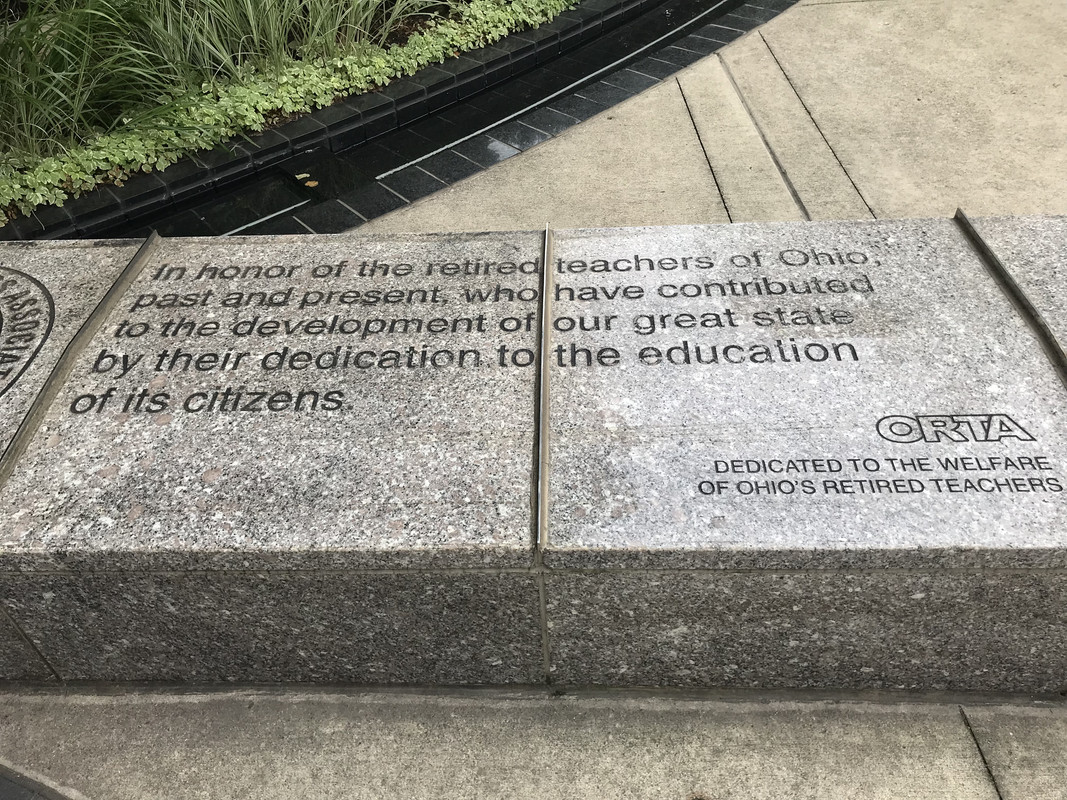 In honor of the retired teachers of Ohio,
past and present, who have contributed
to the development of our great state
by their dedication to the education
of its citizens
ORTA
DEDICATED TO THE WELFARE
OF OHIO'S RETIRED TEACHERS